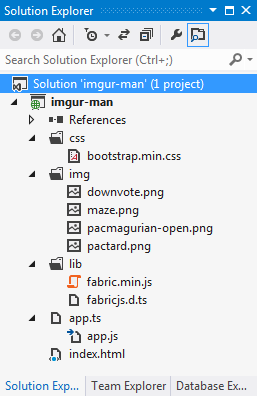 Solution Explorer
Search Solution Explorer (Ctrl+;)
Solution 'imgur-man' (1 project)
imgur-man
References
css
bootstrap.min.css
img
downvote.png
maze.png
pacmagurian-open.png
pactard.png
lib
fabric.min.js
fabricjs.d.ts
app.ts
app.js
index.html
Solution Exp... Team Explorer Database Ex...